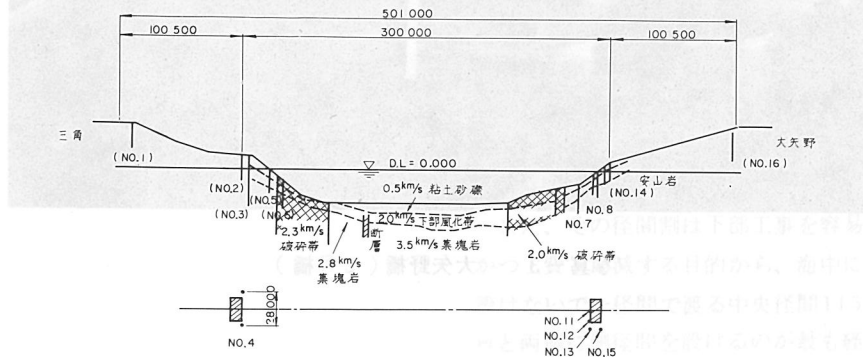 501 000
100 500
300 000
100 500
三角
大矢野
D.L = 0.000
(NO.1)
(NO.16)
安山岩
(NO.2)
(NO.14)
0.5km/s 粘土砂礫
(NO.5)
NO.8
(NO.3)
(NO.6)
2.0km/s 下部風化帯
NO.7
2.3km/s
破砕帯
断層
3.5km/s 集塊岩
2.0km/s 破砕帯
2.8km/s
集塊岩
28 000
NO.4
NO.11
NO.12
NO.13
NO.15